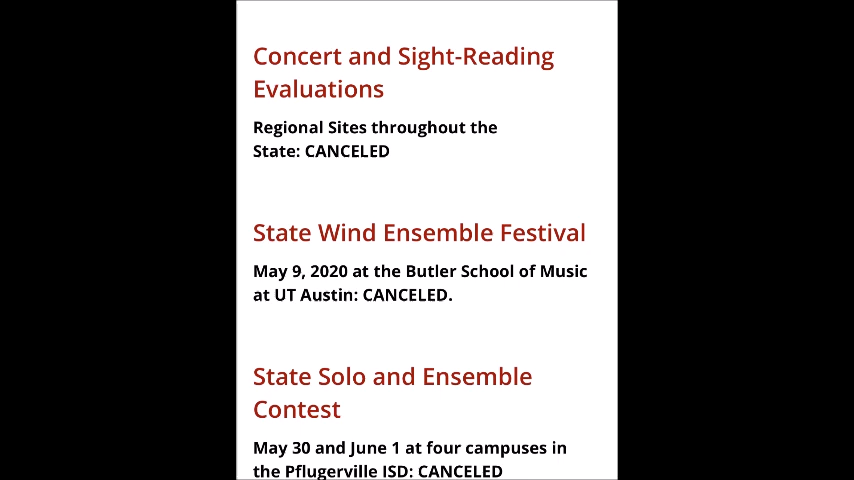 Concert and Sight-Reading
Evaluations
Regional Sites throughout the
State: CANCELED
State Wind Ensemble Festival
May 9, 2020 at the Butler School of Music
at UT Austin: CANCELED.
State Solo and Ensemble
Contest
May 30 and June 1 at four campuses in
the Pflugerville ISD: CANCELED